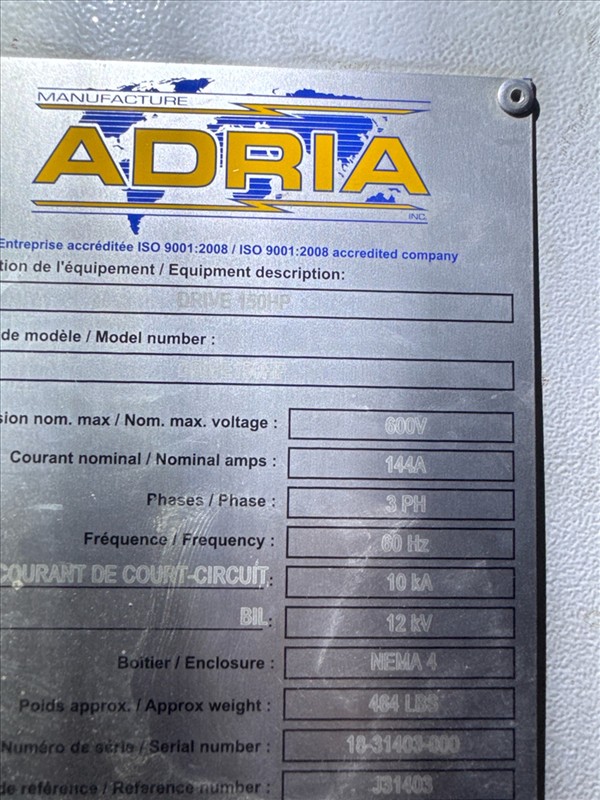 MANUFACTURE
ADRIA
INC.
Entreprise accréditée ISO 9001:2008 / ISO 9001:2008 accredited company
tion de l'équipement / Equipment description:
DRIVE 150HP
de modèle / Model number :
sion nom. max / Nom. max. voltage : 600V
Courant nominal / Nominal amps : 144A
Phases / Phase : 3 PH
Fréquence / Frequency : 60 Hz
COURANT DE COURT-CIRCUIT: 10 kA
BIL: 12 kV
Boitier / Enclosure : NEMA 4
Poids approx. / Approx weight : 464 LBS
Numéro de série / Serial number : 18-31403-000
de référence / Reference number : J31403